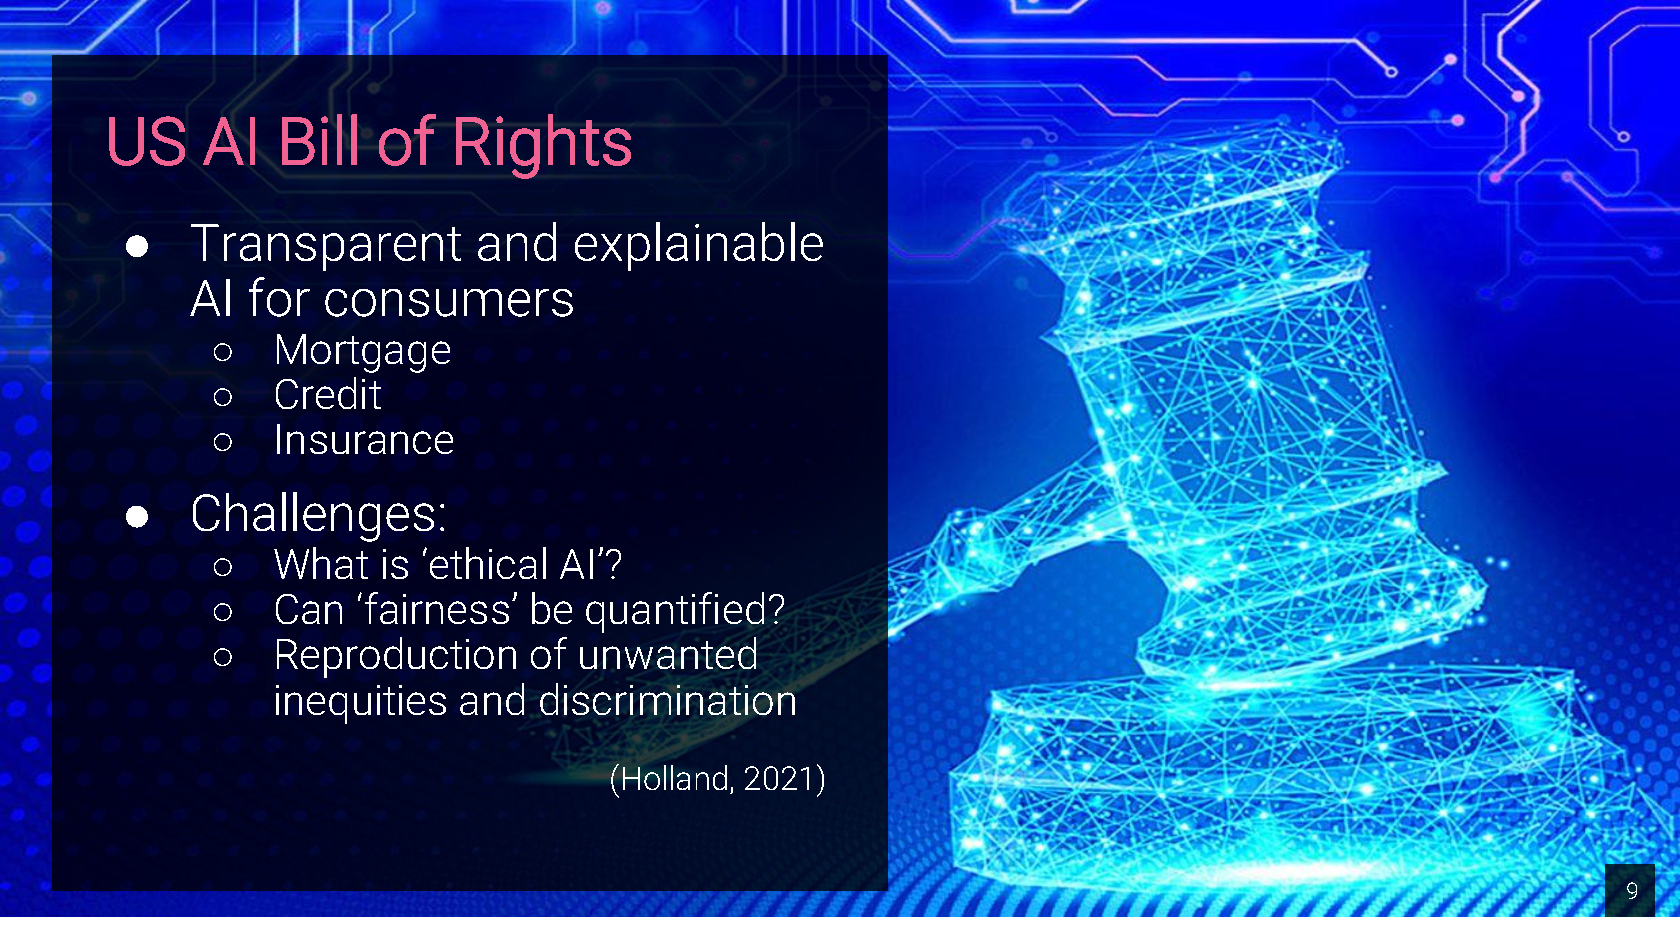 US AI Bill of Rights
● Transparent and explainable
AI for consumers
○ Mortgage
○ Credit
○ Insurance
● Challenges:
○ What is ‘ethical AI’?
○ Can ‘fairness’ be quantified?
○ Reproduction of unwanted
inequities and discrimination
(Holland, 2021)
9